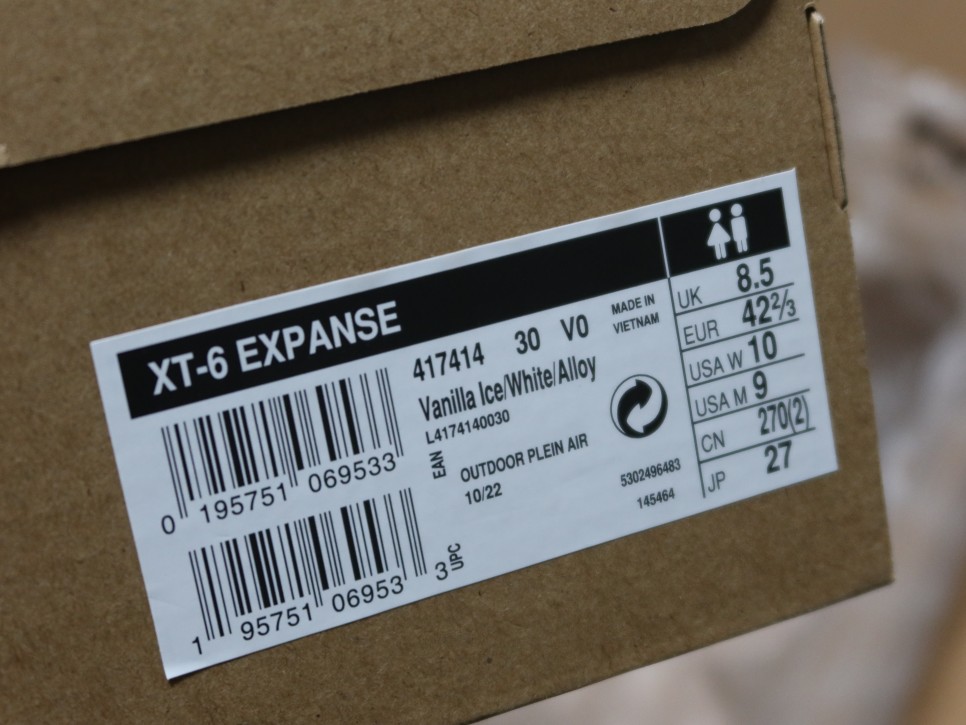 XT-6 EXPANSE
417414 30 V0
Vanilla Ice/White/Alloy
L4174140030
MADE IN
VIETNAM
EAN
0 195751 069533
OUTDOOR PLEIN AIR
10/22
5302496483
145464
UPC
1 95751 06953 3
UK 8.5
EUR 42 2/3
USA W 10
USA M 9
CN 270(2)
JP 27